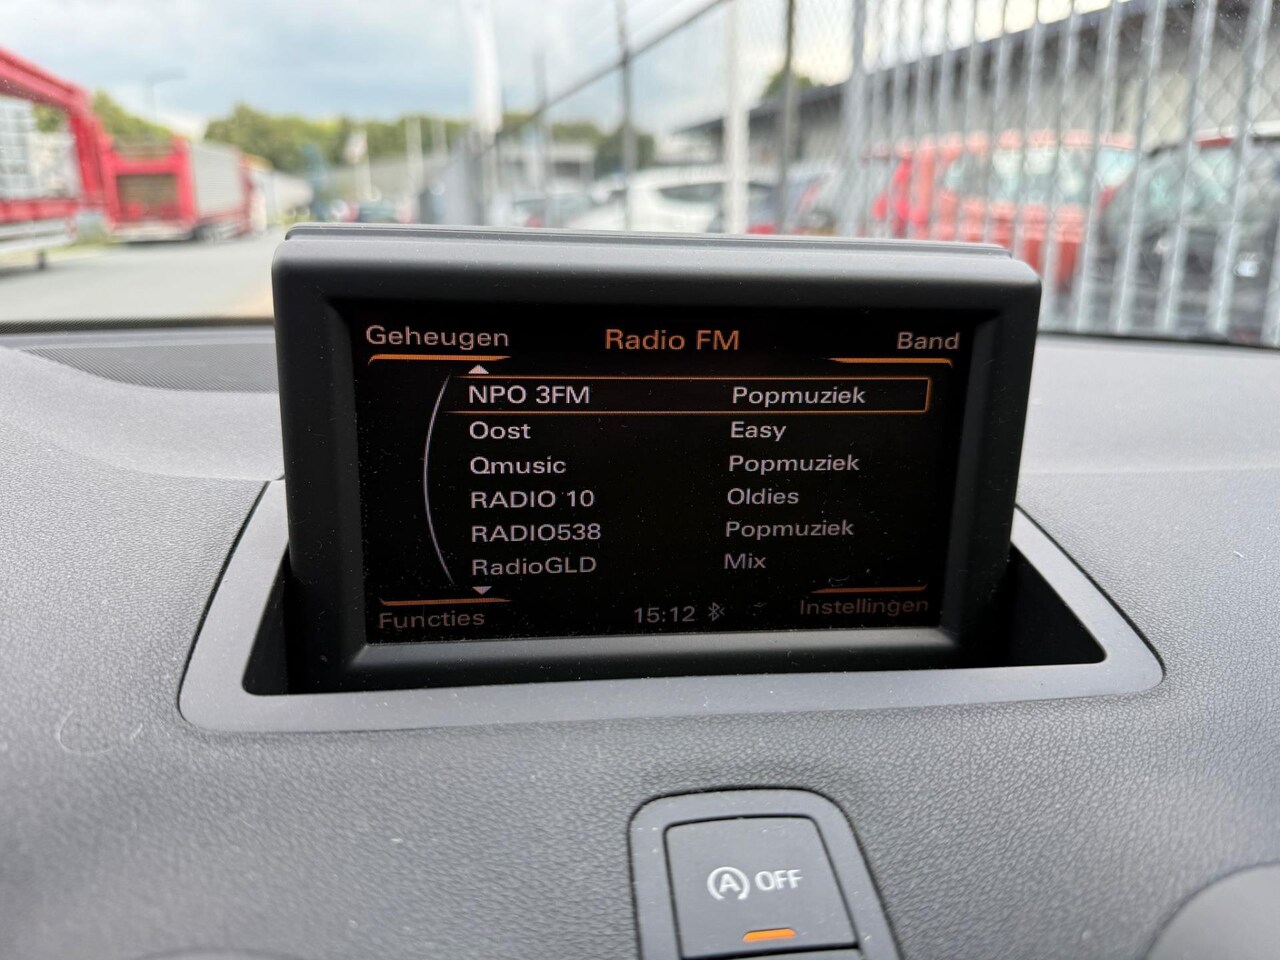 Geheugen Radio FM Band
NPO 3FM Popmuziek
Oost Easy
Qmusic Popmuziek
RADIO 10 Oldies
RADIO538 Popmuziek
RadioGLD Mix
Functies 15:12 Instellingen
A OFF